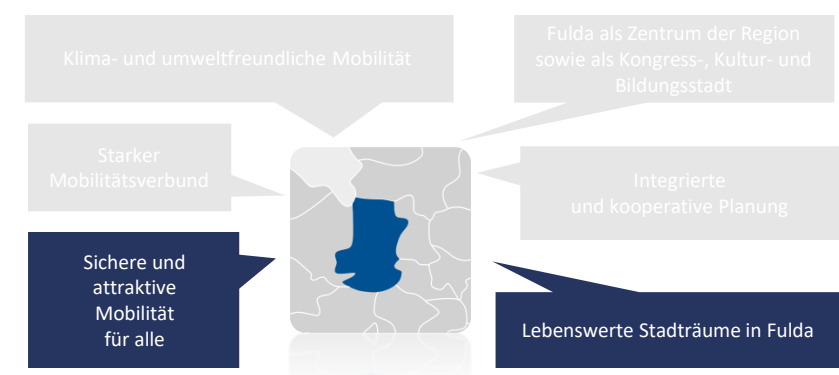 Klima- und umweltfreundliche Mobilität
Fulda als Zentrum der Region
sowie als Kongress-, Kultur- und
Bildungsstadt
Starker
Mobilitätsverbund
Integrierte
und kooperative Planung
Sichere und
attraktive
Mobilität
für alle
Lebenswerte Stadträume in Fulda